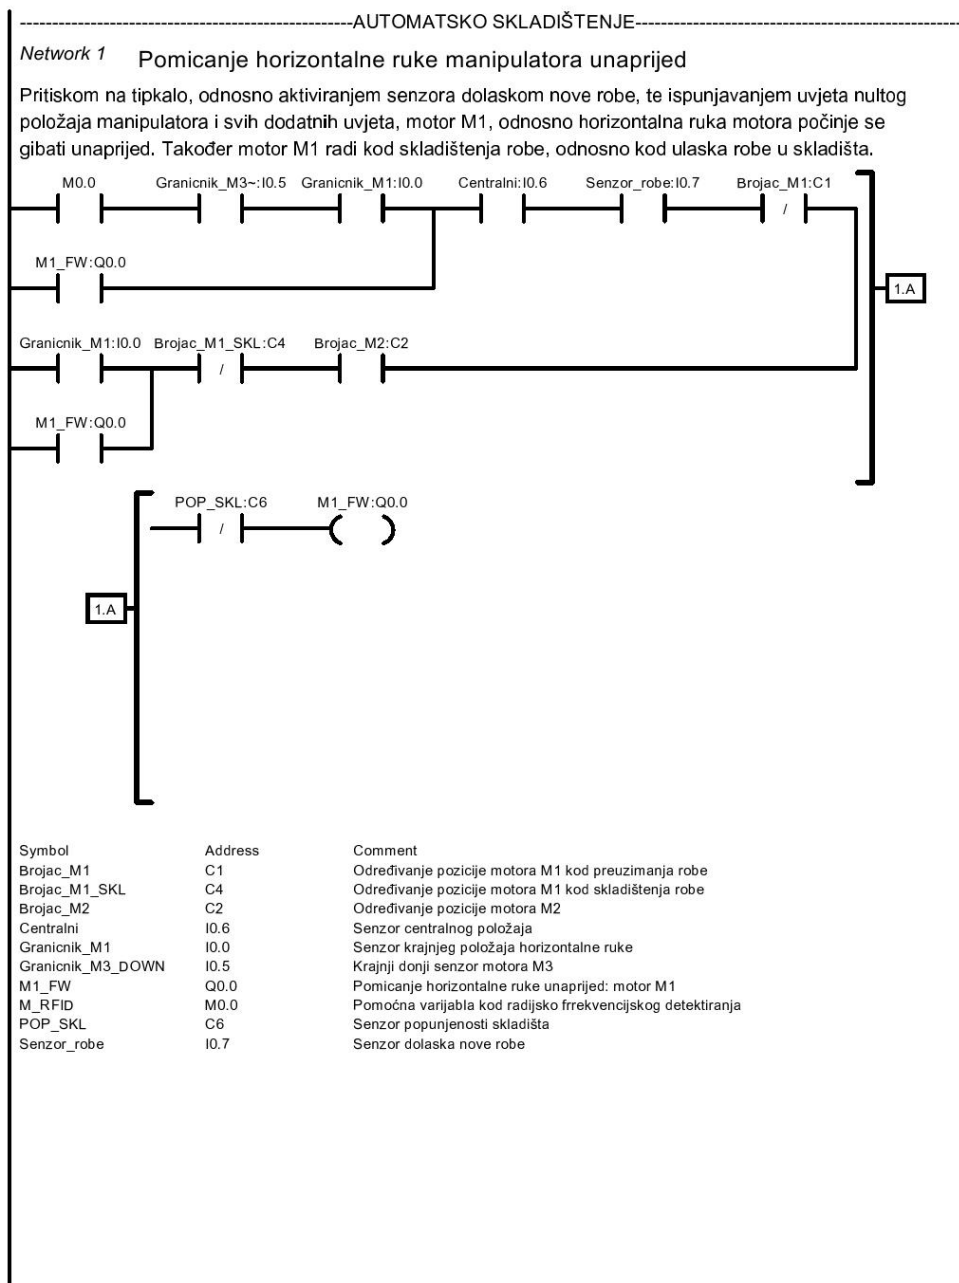 --------------------------------------------------AUTOMATSKO SKLADIŠTENJE--------------------------------------------------
Network 1 Pomicanje horizontalne ruke manipulatora unaprijed
Pritiskom na tipkalo, odnosno aktiviranjem senzora dolaskom nove robe, te ispunjavanjem uvjeta nultog
položaja manipulatora i svih dodatnih uvjeta, motor M1, odnosno horizontalna ruka motora počinje se
gibati unaprijed. Također motor M1 radi kod skladištenja robe, odnosno kod ulaska robe u skladišta.
M0.0 Granicnik_M3~:I0.5 Granicnik_M1:I0.0 Centralni:I0.6 Senzor_robe:I0.7 Brojac_M1:C1
/
M1_FW:Q0.0
1.A
Granicnik_M1:I0.0 Brojac_M1_SKL:C4 Brojac_M2:C2
/
M1_FW:Q0.0
POP_SKL:C6 M1_FW:Q0.0
/
1.A
Symbol Address Comment
Brojac_M1 C1 Određivanje pozicije motora M1 kod preuzimanja robe
Brojac_M1_SKL C4 Određivanje pozicije motora M1 kod skladištenja robe
Brojac_M2 C2 Određivanje pozicije motora M2
Centralni I0.6 Senzor centralnog položaja
Granicnik_M1 I0.0 Senzor krajnjeg položaja horizontalne ruke
Granicnik_M3_DOWN I0.5 Krajnji donji senzor motora M3
M1_FW Q0.0 Pomicanje horizontalne ruke unaprijed: motor M1
M_RFID M0.0 Pomoćna varijabla kod radijsko frrekvencijskog detektiranja
POP_SKL C6 Senzor popunjenosti skladišta
Senzor_robe I0.7 Senzor dolaska nove robe